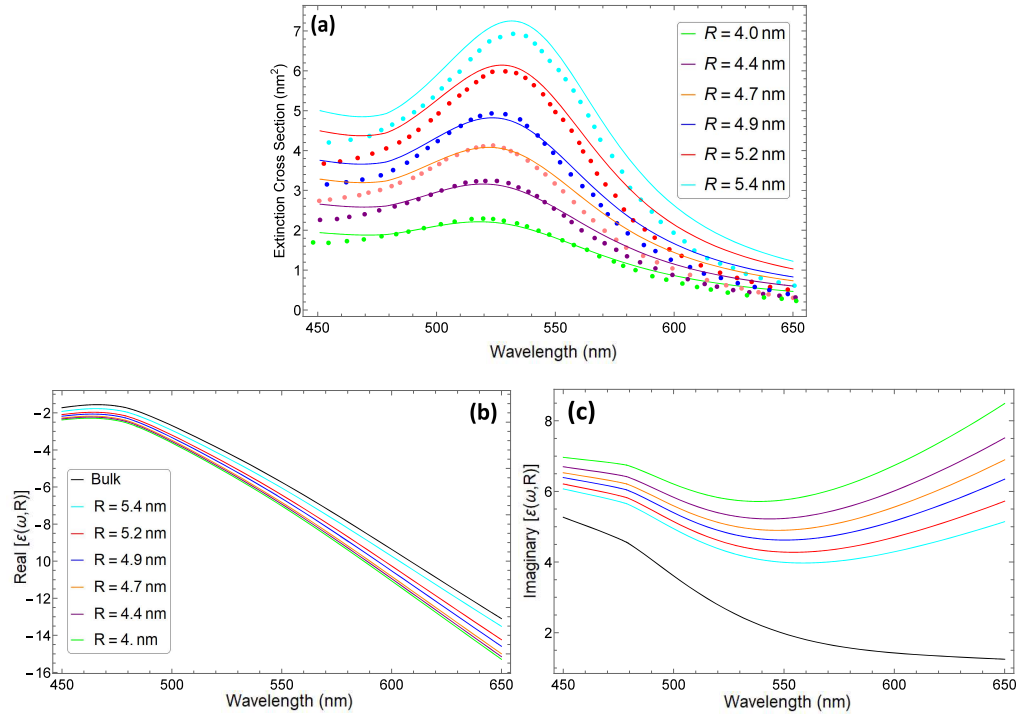 (a)
Extinction Cross Section (nm²)
7
6
5
4
3
2
1
0
450 500 550 600 650
Wavelength (nm)
R = 4.0 nm
R = 4.4 nm
R = 4.7 nm
R = 4.9 nm
R = 5.2 nm
R = 5.4 nm
(b)
Real [ε(ω,R)]
−2
−4
−6
−8
−10
−12
−14
−16
450 500 550 600 650
Wavelength (nm)
Bulk
R = 5.4 nm
R = 5.2 nm
R = 4.9 nm
R = 4.7 nm
R = 4.4 nm
R = 4. nm
(c)
Imaginary [ε(ω,R)]
8
6
4
2
450 500 550 600 650
Wavelength (nm)